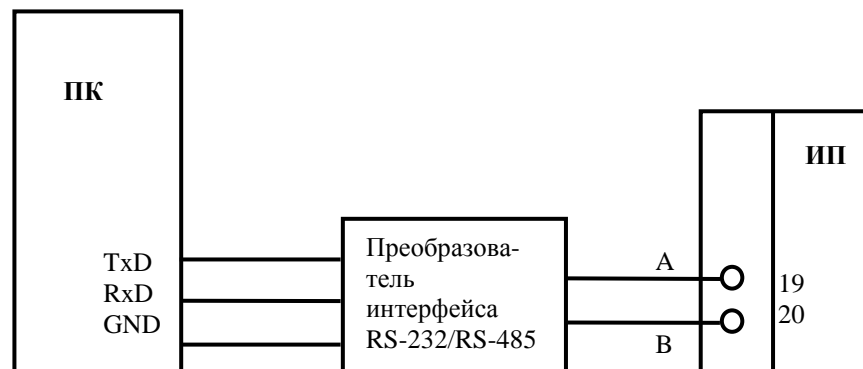 ПК
ИП
TxD
RxD
GND
Преобразова-
тель
интерфейса
RS-232/RS-485
A
B
19
20